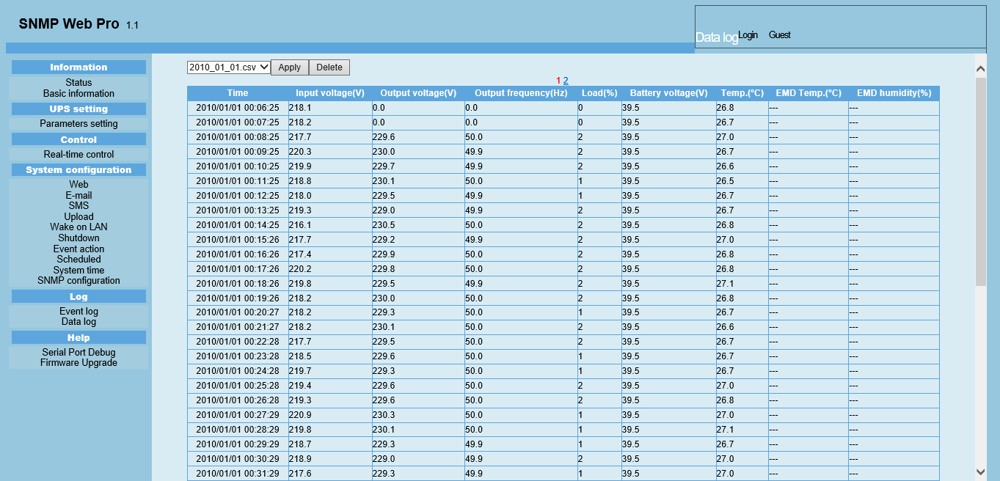 SNMP Web Pro 1.1
Data log Login Guest
Information
Status
Basic information
UPS setting
Parameters setting
Control
Real-time control
System configuration
Web
E-mail
SMS
Upload
Wake on LAN
Shutdown
Event action
Scheduled
System time
SNMP configuration
Log
Event log
Data log
Help
Serial Port Debug
Firmware Upgrade
2010_01_01.csv Apply Delete
1 2
Time Input voltage(V) Output voltage(V) Output frequency(Hz) Load(%) Battery voltage(V) Temp.(°C) EMD Temp.(°C) EMD humidity(%)
2010/01/01 00:06:25 218.1 0.0 0.0 0 39.5 26.8 --- ---
2010/01/01 00:07:25 218.2 0.0 0.0 0 39.5 26.7 --- ---
2010/01/01 00:08:25 217.7 229.6 50.0 2 39.5 27.0 --- ---
2010/01/01 00:09:25 220.3 230.0 49.9 2 39.5 26.7 --- ---
2010/01/01 00:10:25 219.9 229.7 49.9 2 39.5 26.6 --- ---
2010/01/01 00:11:25 218.8 230.1 50.0 1 39.5 26.5 --- ---
2010/01/01 00:12:25 218.0 229.5 49.9 1 39.5 26.7 --- ---
2010/01/01 00:13:25 219.3 229.0 49.9 2 39.5 26.7 --- ---
2010/01/01 00:14:25 216.1 230.5 50.0 2 39.5 26.8 --- ---
2010/01/01 00:15:26 217.7 229.2 49.9 2 39.5 27.0 --- ---
2010/01/01 00:16:26 217.4 229.9 50.0 2 39.5 26.8 --- ---
2010/01/01 00:17:26 220.2 229.8 50.0 2 39.5 26.8 --- ---
2010/01/01 00:18:26 219.8 229.5 49.9 2 39.5 27.1 --- ---
2010/01/01 00:19:26 218.2 230.0 50.0 2 39.5 26.8 --- ---
2010/01/01 00:20:27 218.2 229.3 50.0 1 39.5 26.7 --- ---
2010/01/01 00:21:27 218.2 230.1 50.0 2 39.5 26.6 --- ---
2010/01/01 00:22:28 217.7 229.5 50.0 2 39.5 26.7 --- ---
2010/01/01 00:23:28 218.5 229.6 50.0 1 39.5 26.7 --- ---
2010/01/01 00:24:28 219.7 229.3 50.0 1 39.5 26.7 --- ---
2010/01/01 00:25:28 219.4 229.6 50.0 2 39.5 27.0 --- ---
2010/01/01 00:26:28 219.3 229.6 50.0 2 39.5 26.8 --- ---
2010/01/01 00:27:29 220.9 230.3 50.0 1 39.5 27.0 --- ---
2010/01/01 00:28:29 219.8 230.1 50.0 1 39.5 27.1 --- ---
2010/01/01 00:29:29 218.7 229.3 49.9 1 39.5 26.7 --- ---
2010/01/01 00:30:29 218.9 229.0 49.9 2 39.5 27.0 --- ---
2010/01/01 00:31:29 217.6 229.3 49.9 1 39.5 27.0 --- ---